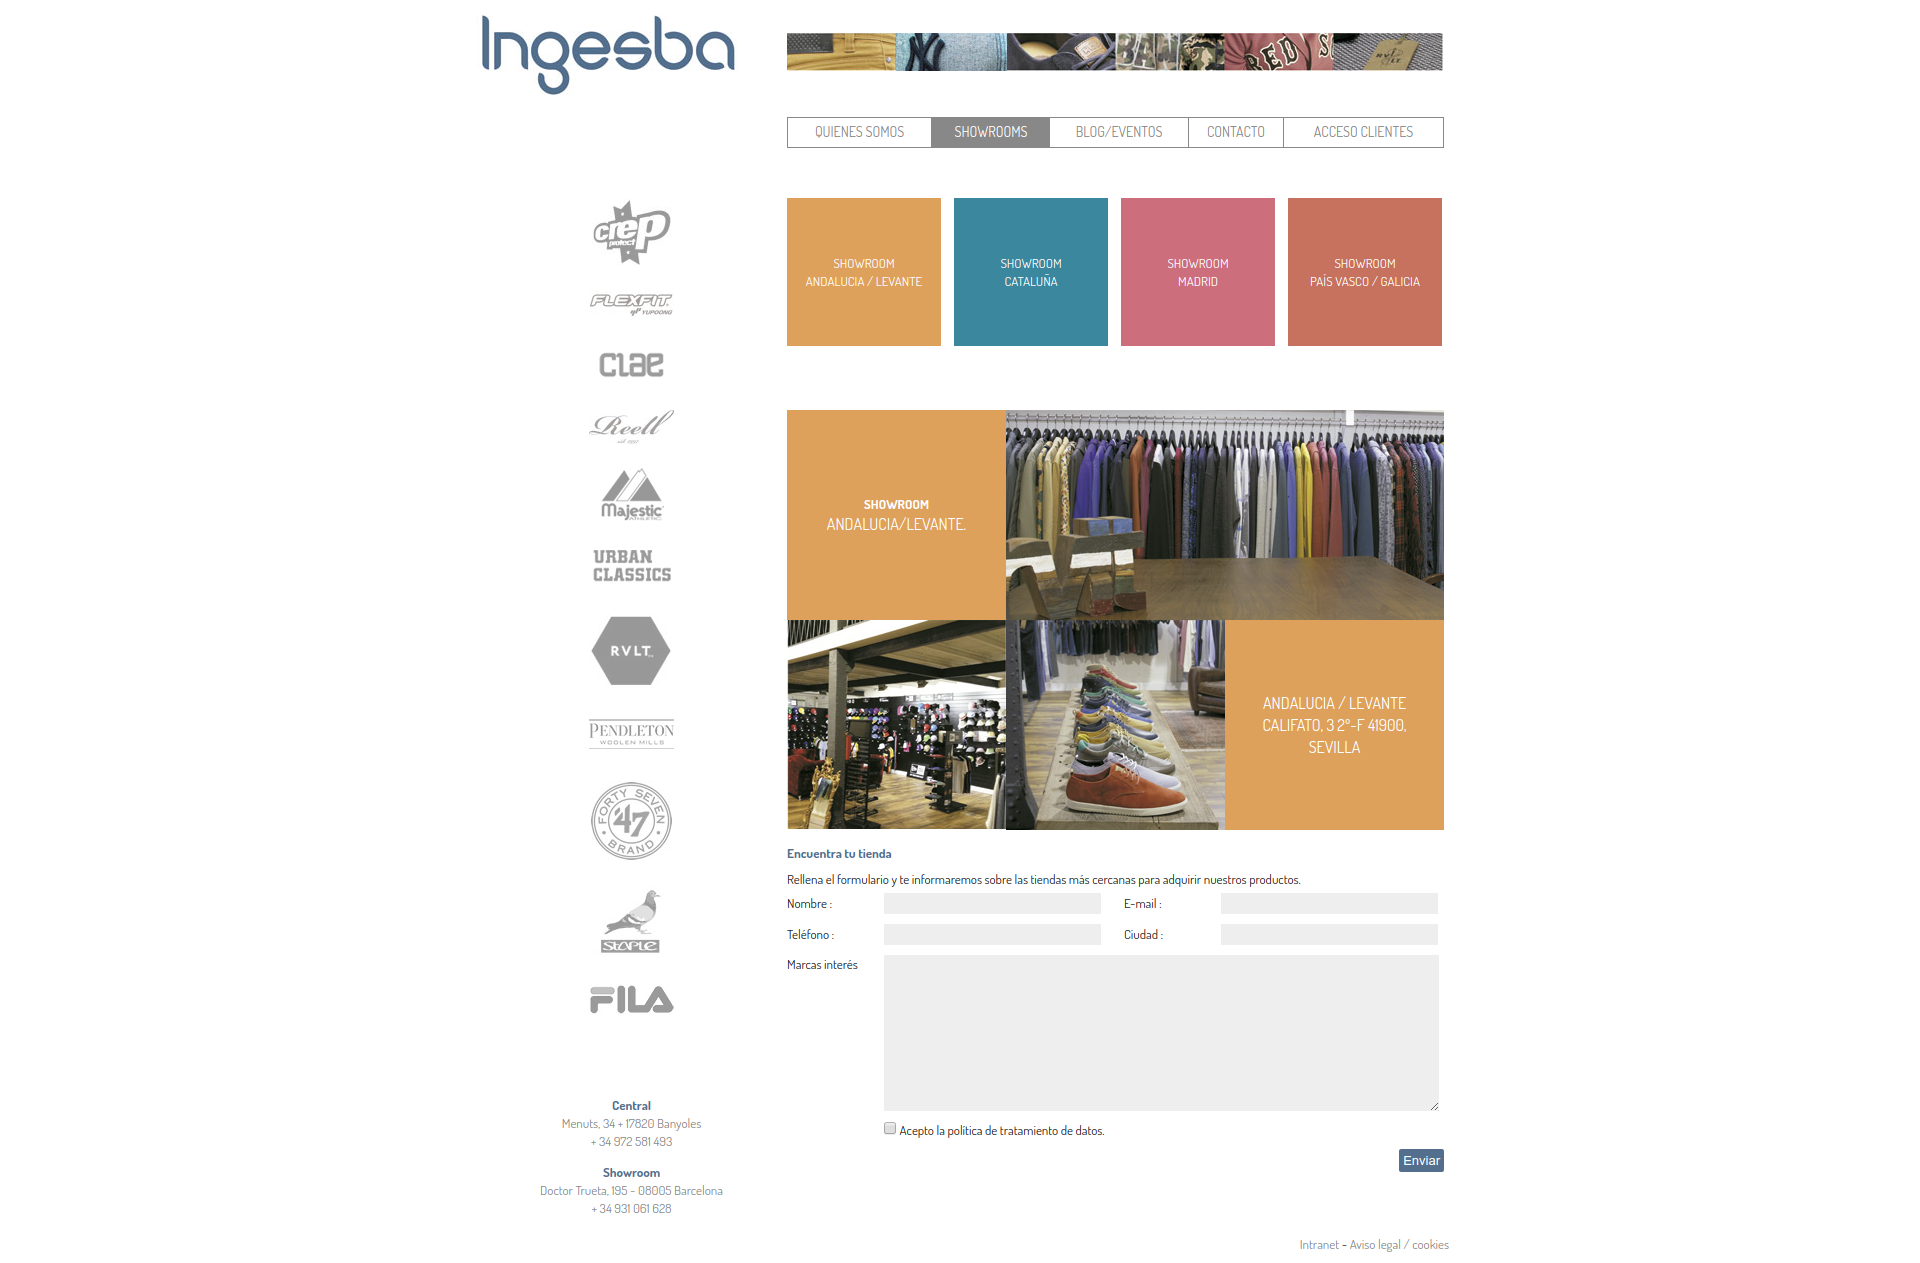 Ingesba
BAN
RED S
RVLT
QUIENES SOMOS
SHOWROOMS
BLOG/EVENTOS
CONTACTO
ACCESO CLIENTES
crep
protect
FLEXFIT
YUPOONG
CLAE
Reell
Majestic
ATHLETIC
URBAN
CLASSICS
RVLT
PENDLETON
WOOLEN MILLS
FORTY SEVEN
'47
BRAND
STAPLE
FILA
SHOWROOM
ANDALUCIA / LEVANTE
SHOWROOM
CATALUÑA
SHOWROOM
MADRID
SHOWROOM
PAÍS VASCO / GALICIA
SHOWROOM
ANDALUCIA/LEVANTE.
ANDALUCIA / LEVANTE
CALIFATO, 3 2º-F 41900,
SEVILLA
Encuentra tu tienda
Rellena el formulario y te informaremos sobre las tiendas más cercanas para adquirir nuestros productos.
Nombre :
E-mail :
Teléfono :
Ciudad :
Marcas interés
Acepto la política de tratamiento de datos.
Enviar
Central
Menuts, 34 + 17820 Banyoles
+ 34 972 581 493
Showroom
Doctor Trueta, 195 - 08005 Barcelona
+ 34 931 061 628
Intranet - Aviso legal / cookies